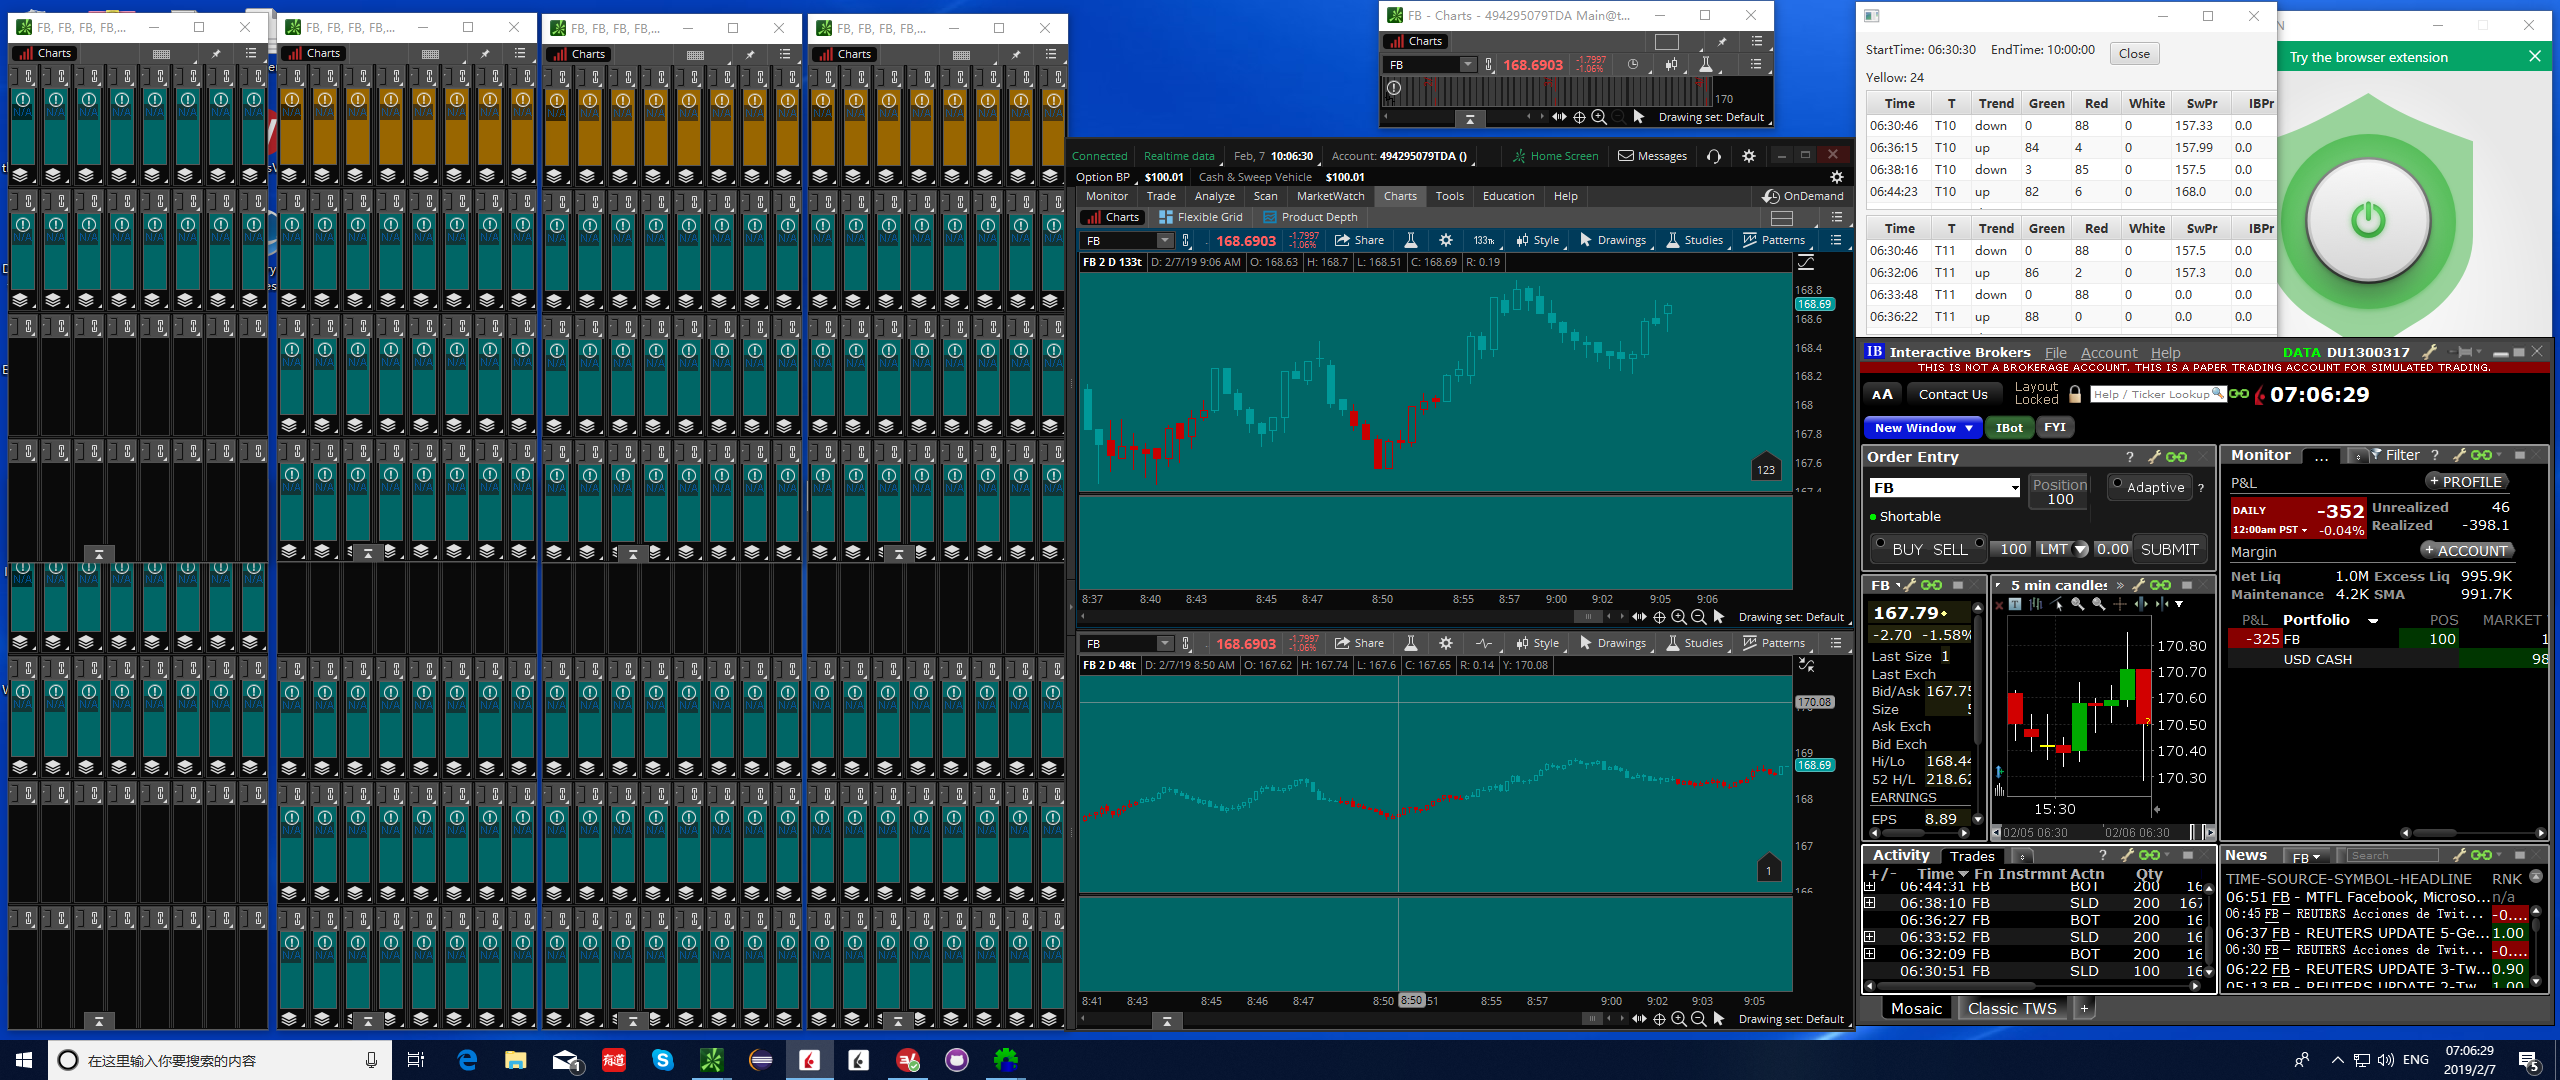 FB, FB, FB, FB,...
Charts
FB, FB, FB, FB,...
Charts
FB, FB, FB, FB,...
Charts
FB, FB, FB, FB,...
Charts
N/A
FB - Charts - 494295079TDA Main@t...
Charts
FB 168.6903 -1.7997 -1.06%
170
Drawing set: Default
Connected Realtime data Feb, 7 10:06:30 Account: 494295079TDA () Home Screen Messages
Option BP $100.01 Cash & Sweep Vehicle $100.01
Monitor Trade Analyze Scan MarketWatch Charts Tools Education Help OnDemand
Charts Flexible Grid Product Depth
FB 168.6903 -1.7997 -1.06% Share 133Tk Style Drawings Studies Patterns
FB 2 D 133t D: 2/7/19 9:06 AM O: 168.63 H: 168.7 L: 168.51 C: 168.69 R: 0.19
168.8
168.69
168.6
168.4
168.2
168
167.8
167.6
167.4
123
8:37 8:40 8:43 8:45 8:47 8:50 8:55 8:57 9:00 9:02 9:05 9:06
Drawing set: Default
FB 168.6903 -1.7997 -1.06% Share Style Drawings Studies Patterns
FB 2 D 48t D: 2/7/19 8:50 AM O: 167.62 H: 167.74 L: 167.6 C: 167.65 R: 0.14 Y: 170.08
170.08
169
168.69
168
167
166
1
8:41 8:43 8:45 8:46 8:47 8:50 8:50 51 8:55 8:57 9:00 9:02 9:03 9:05
Drawing set: Default
StartTime: 06:30:30 EndTime: 10:00:00 Close
Yellow: 24
Time T Trend Green Red White SwPr IBPr
06:30:46 T10 down 0 88 0 157.33 0.0
06:36:15 T10 up 84 4 0 157.99 0.0
06:38:16 T10 down 3 85 0 157.5 0.0
06:44:23 T10 up 82 6 0 168.0 0.0
Time T Trend Green Red White SwPr IBPr
06:30:46 T11 down 0 88 0 157.5 0.0
06:32:06 T11 up 86 2 0 157.3 0.0
06:33:48 T11 down 0 88 0 0.0 0.0
06:36:22 T11 up 88 0 0 0.0 0.0
N
Try the browser extension
IB Interactive Brokers File Account Help DATA DU1300317
THIS IS NOT A BROKERAGE ACCOUNT. THIS IS A PAPER TRADING ACCOUNT FOR SIMULATED TRADING.
AA Contact Us Layout Locked Help / Ticker Lookup 07:06:29
New Window IBot FYI
Order Entry ?
FB Position 100 Adaptive ?
Shortable
BUY SELL 100 LMT 0.00 SUBMIT
FB
167.79
-2.70 -1.58%
Last Size 1
Last Exch
Bid/Ask 167.75
Size
Ask Exch
Bid Exch
Hi/Lo 168.44
52 H/L 218.62
EARNINGS
EPS 8.89
5 min candles »
170.80
170.70
170.60
170.50
170.40
170.30
15:30
02/05 06:30 02/06 06:30
Monitor ... Filter ?
P&L + PROFILE
DAILY -352 Unrealized 46
12:00am PST -0.04% Realized -398.1
Margin + ACCOUNT
Net Liq 1.0M Excess Liq 995.9K
Maintenance 4.2K SMA 991.7K
P&L Portfolio POS MARKET
-325 FB 100 1
USD CASH 98
Activity Trades ?
+/- Time Fn Instrmnt Actn Qty
06:44:31 FB BOT 200 16
06:38:10 FB SLD 200 167
06:36:27 FB BOT 200 16
06:33:52 FB SLD 200 16
06:32:09 FB BOT 200 16
06:30:51 FB SLD 100 16
News FB Search
TIME-SOURCE-SYMBOL-HEADLINE RNK
06:51 FB - MTFL Facebook, Microso... n/a
06:45 FB - REUTERS Acciones de Twit... -0....
06:37 FB - REUTERS UPDATE 5-Ge... 1.00
06:30 FB - REUTERS Acciones de Twit... -0....
06:22 FB - REUTERS UPDATE 3-Tw... 0.90
05:13 FB - REUTERS UPDATE 2-Tw... 1.00
Mosaic Classic TWS +
在这里输入你要搜索的内容
1
有道
ENG
07:06:29
2019/2/7
5